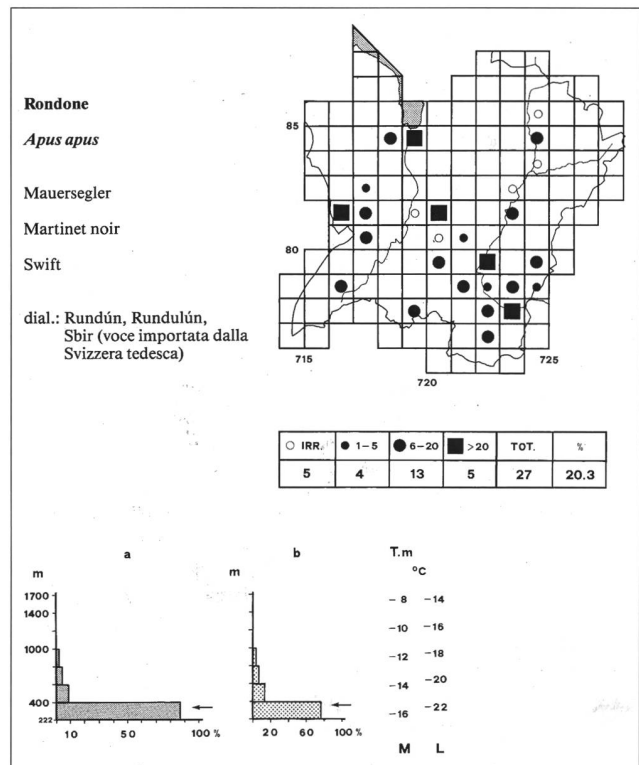 Rondone
Apus apus
Mauersegler
Martinet noir
Swift
dial.: Rundún, Rundulún,
Sbir (voce importata dalla
Svizzera tedesca)
85
80
715
720
725
IRR. 1–5 6–20 >20 TOT. %
5 4 13 5 27 20.3
a
m
1700
1400
1000
400
222
10 50 100 %
b
m
20 60 100 %
T.m
°C
–8 –14
–10 –16
–12 –18
–14 –20
–16 –22
M L